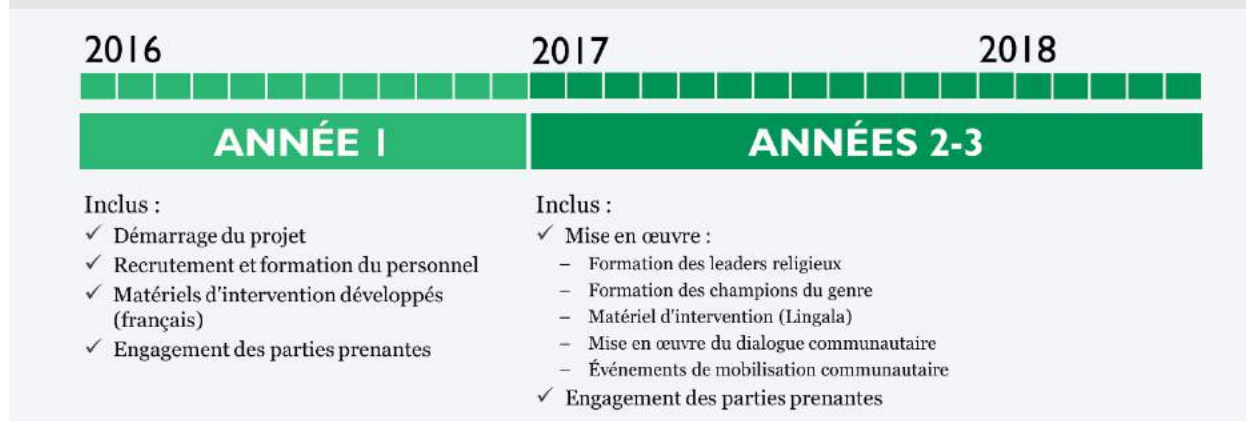 2016
2017
2018
ANNÉE 1
ANNÉES 2-3
Inclus :
✓ Démarrage du projet
✓ Recrutement et formation du personnel
✓ Matériels d'intervention développés
(français)
✓ Engagement des parties prenantes
Inclus :
✓ Mise en œuvre :
– Formation des leaders religieux
– Formation des champions du genre
– Matériel d'intervention (Lingala)
– Mise en œuvre du dialogue communautaire
– Événements de mobilisation communautaire
✓ Engagement des parties prenantes